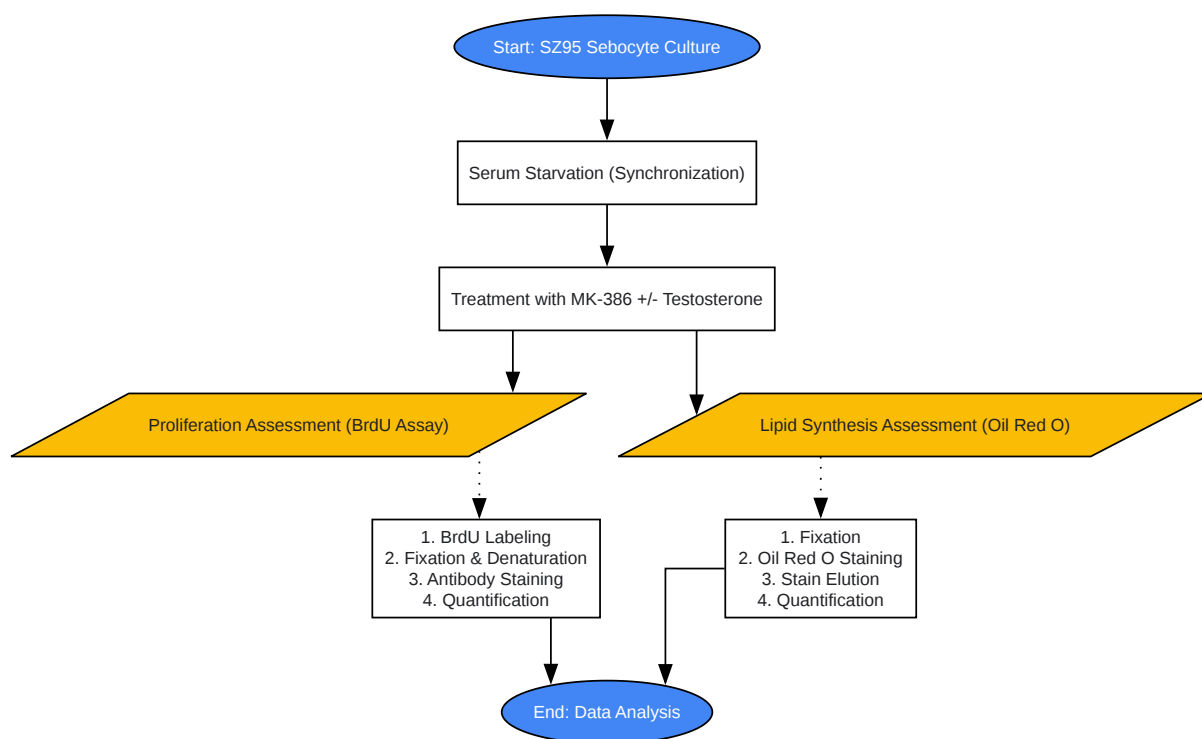 Start: SZ95 Sebocyte Culture
Serum Starvation (Synchronization)
Treatment with MK-386 +/- Testosterone
Proliferation Assessment (BrdU Assay)
Lipid Synthesis Assessment (Oil Red O)
1. BrdU Labeling
2. Fixation & Denaturation
3. Antibody Staining
4. Quantification
1. Fixation
2. Oil Red O Staining
3. Stain Elution
4. Quantification
End: Data Analysis